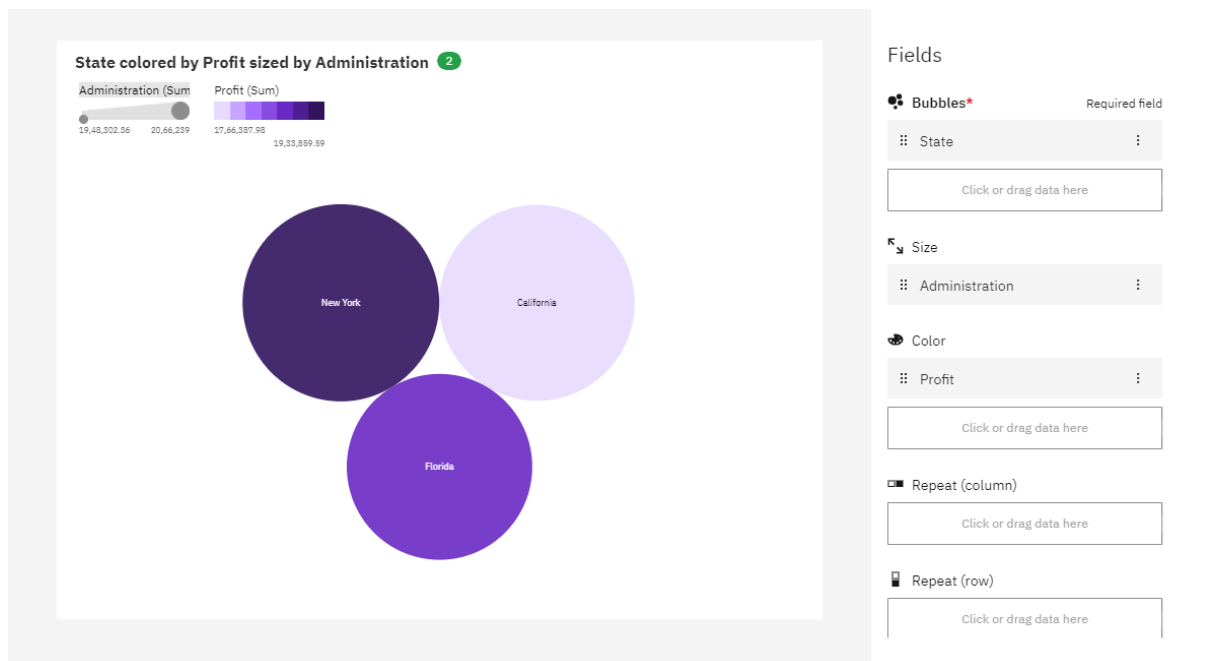 State colored by Profit sized by Administration 2
Administration (Sum
19,48,302.36 20,66,239
Profit (Sum)
17,66,387.98
19,33,859.59
New York
California
Florida
Fields
Bubbles* Required field
State
Click or drag data here
Size
Administration
Color
Profit
Click or drag data here
Repeat (column)
Click or drag data here
Repeat (row)
Click or drag data here